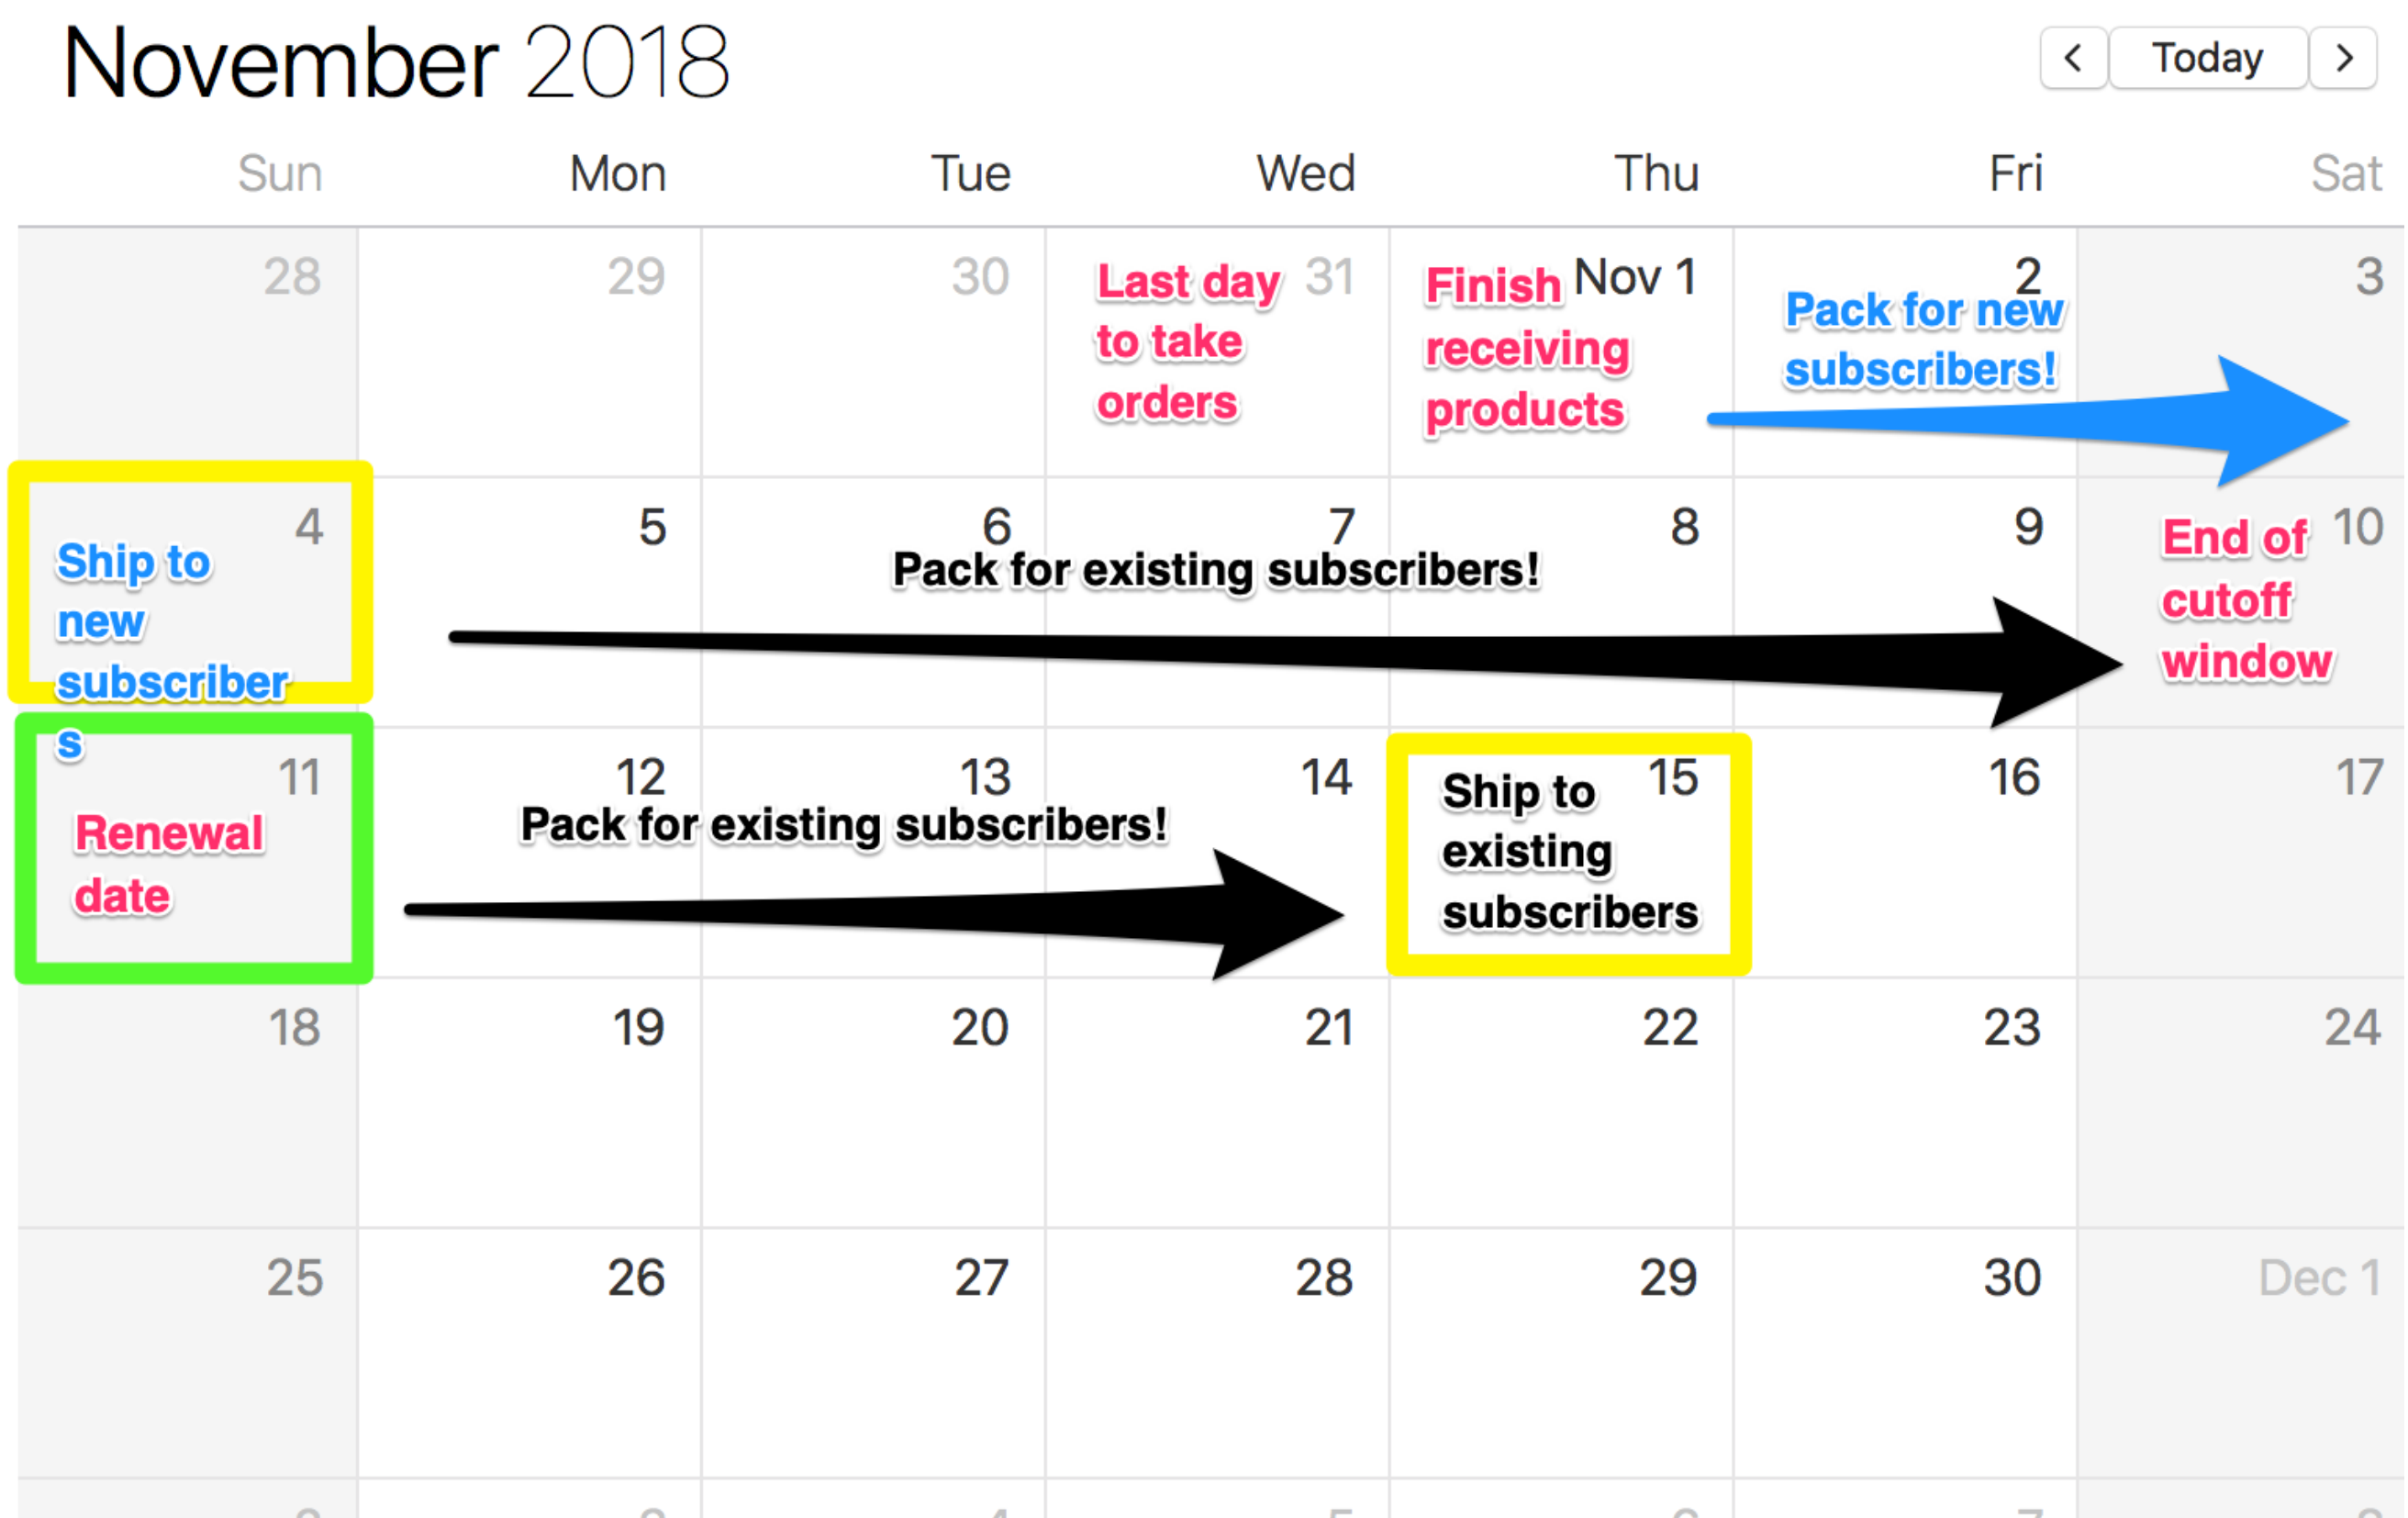 November 2018
< Today >
Sun Mon Tue Wed Thu Fri Sat
28 29 30 31 Nov 1 2 3
Last day
to take
orders
Finish
receiving
products
Pack for new
subscribers!
4 5 6 7 8 9 10
Ship to
new
subscriber
s
Pack for existing subscribers!
End of
cutoff
window
11 12 13 14 15 16 17
Renewal
date
Pack for existing subscribers!
Ship to
existing
subscribers
18 19 20 21 22 23 24
25 26 27 28 29 30 Dec 1